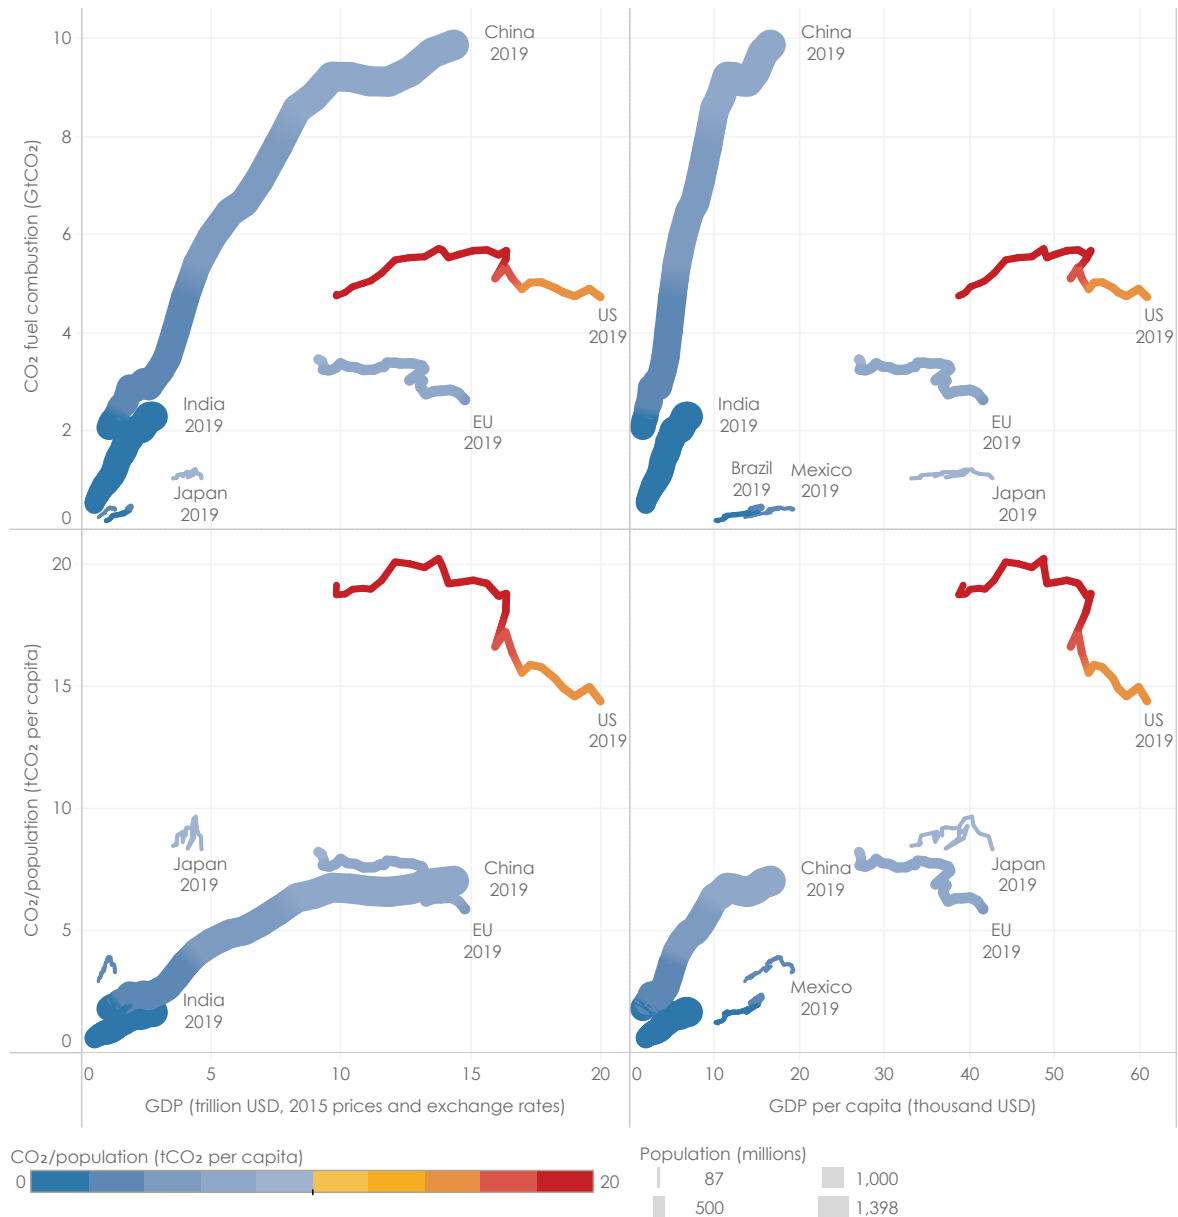 China
2019
China
2019
10
8
6
4
2
0
CO₂ fuel combustion (GtCO₂)
US
2019
US
2019
India
2019
EU
2019
Japan
2019
India
2019
EU
2019
Brazil
2019
Mexico
2019
Japan
2019
20
15
10
5
0
CO₂/population (tCO₂ per capita)
US
2019
US
2019
Japan
2019
China
2019
EU
2019
India
2019
China
2019
Japan
2019
EU
2019
Mexico
2019
0 5 10 15 20
0 10 20 30 40 50 60
GDP (trillion USD, 2015 prices and exchange rates)
GDP per capita (thousand USD)
CO₂/population (tCO₂ per capita)
0 20
Population (millions)
87 1,000
500 1,398